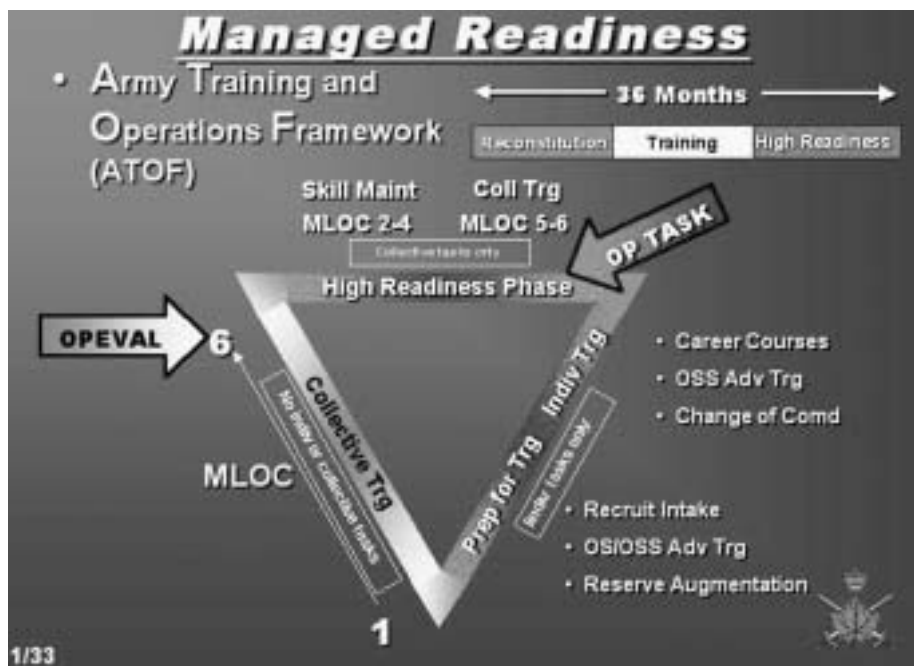 Managed Readiness
• Army Training and
Operations Framework
(ATOF)
36 Months
Reconstitution Training High Readiness
Skill Maint Coll Trg
MLOC 2-4 MLOC 5-6
Collective tasks only
OP TASK
High Readiness Phase
OPEVAL
6
Collective Trg
No indiv or collective tasks
MLOC
1
Indiv Trg
Prep for Trg
Indiv Tasks only
• Career Courses
• OSS Adv Trg
• Change of Comd
• Recruit Intake
• OS/OSS Adv Trg
• Reserve Augmentation
1/33